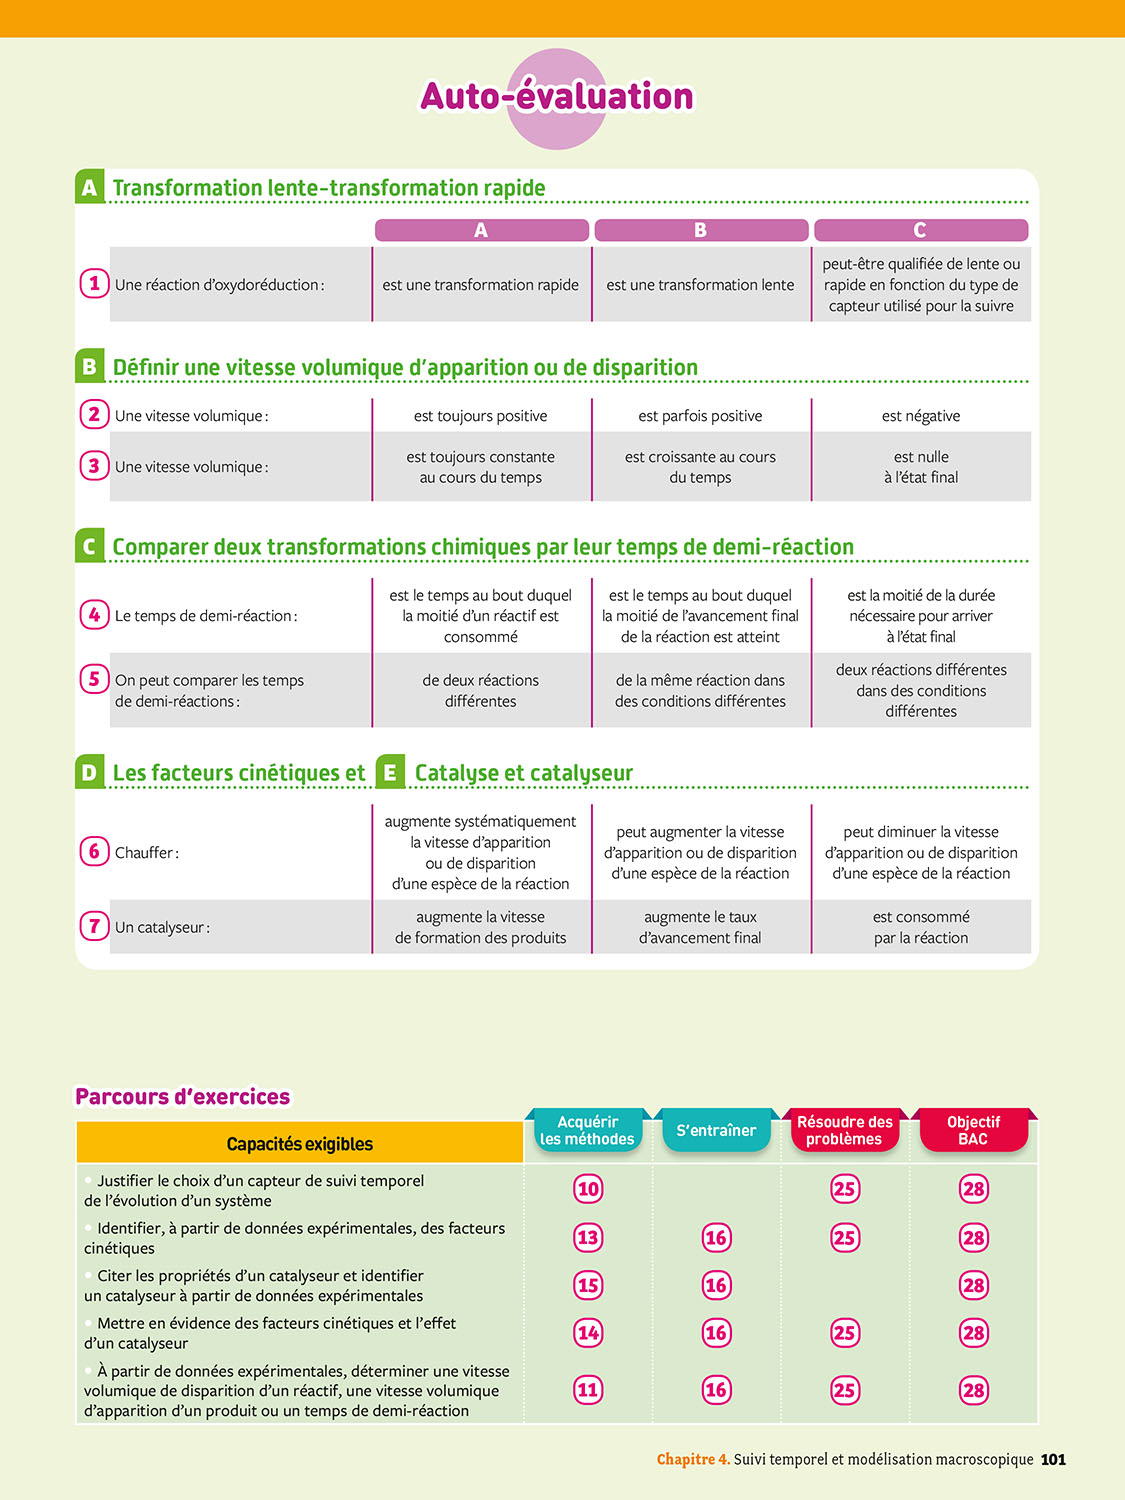 Auto-évaluation
A Transformation lente-transformation rapide
A B C
1 Une réaction d'oxydoréduction :
est une transformation rapide
est une transformation lente
peut-être qualifiée de lente ou
rapide en fonction du type de
capteur utilisé pour la suivre
B Définir une vitesse volumique d'apparition ou de disparition
2 Une vitesse volumique :
est toujours positive
est parfois positive
est négative
3 Une vitesse volumique :
est toujours constante
au cours du temps
est croissante au cours
du temps
est nulle
à l'état final
C Comparer deux transformations chimiques par leur temps de demi-réaction
4 Le temps de demi-réaction :
est le temps au bout duquel
la moitié d'un réactif est
consommé
est le temps au bout duquel
la moitié de l'avancement final
de la réaction est atteint
est la moitié de la durée
nécessaire pour arriver
à l'état final
5 On peut comparer les temps
de demi-réactions :
de deux réactions
différentes
de la même réaction dans
des conditions différentes
deux réactions différentes
dans des conditions
différentes
D Les facteurs cinétiques et E Catalyse et catalyseur
6 Chauffer :
augmente systématiquement
la vitesse d'apparition
ou de disparition
d'une espèce de la réaction
peut augmenter la vitesse
d'apparition ou de disparition
d'une espèce de la réaction
peut diminuer la vitesse
d'apparition ou de disparition
d'une espèce de la réaction
7 Un catalyseur :
augmente la vitesse
de formation des produits
augmente le taux
d'avancement final
est consommé
par la réaction
Parcours d'exercices
Capacités exigibles
Acquérir
les méthodes
S'entraîner
Résoudre des
problèmes
Objectif
BAC
• Justifier le choix d'un capteur de suivi temporel
de l'évolution d'un système
10 25 28
• Identifier, à partir de données expérimentales, des facteurs
cinétiques
13 16 25 28
• Citer les propriétés d'un catalyseur et identifier
un catalyseur à partir de données expérimentales
15 16 28
• Mettre en évidence des facteurs cinétiques et l'effet
d'un catalyseur
14 16 25 28
• À partir de données expérimentales, déterminer une vitesse
volumique de disparition d'un réactif, une vitesse volumique
d'apparition d'un produit ou un temps de demi-réaction
11 16 25 28
Chapitre 4. Suivi temporel et modélisation macroscopique 101